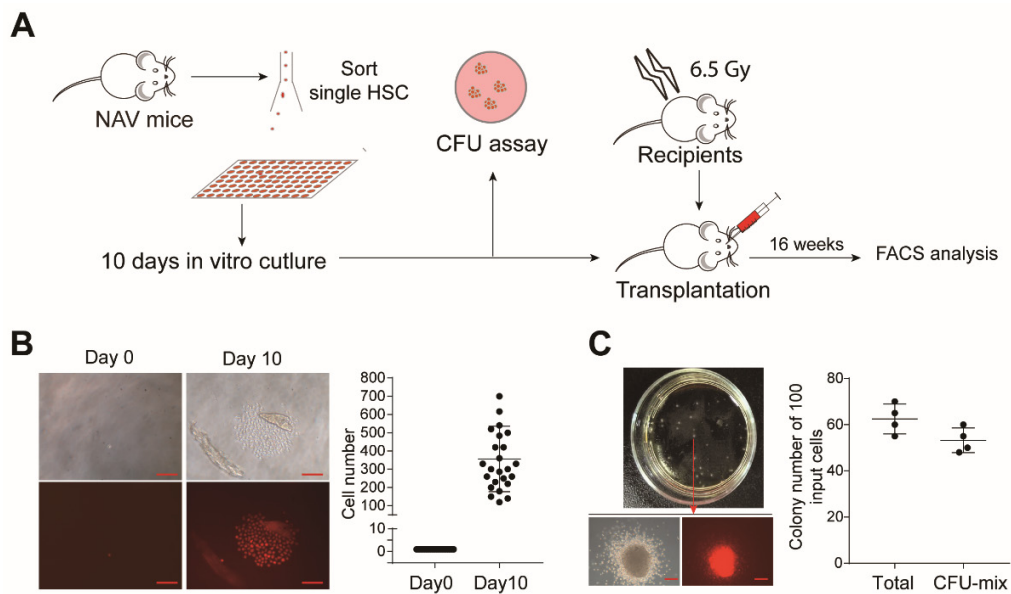 A
NAV mice
Sort
single HSC
CFU assay
6.5 Gy
Recipients
10 days in vitro cutlure
Transplantation
16 weeks
FACS analysis
B
Day 0
Day 10
Cell number
800
700
600
500
400
300
200
100
10
0
Day0
Day10
C
Colony number of 100
input cells
80
60
40
20
0
Total
CFU-mix